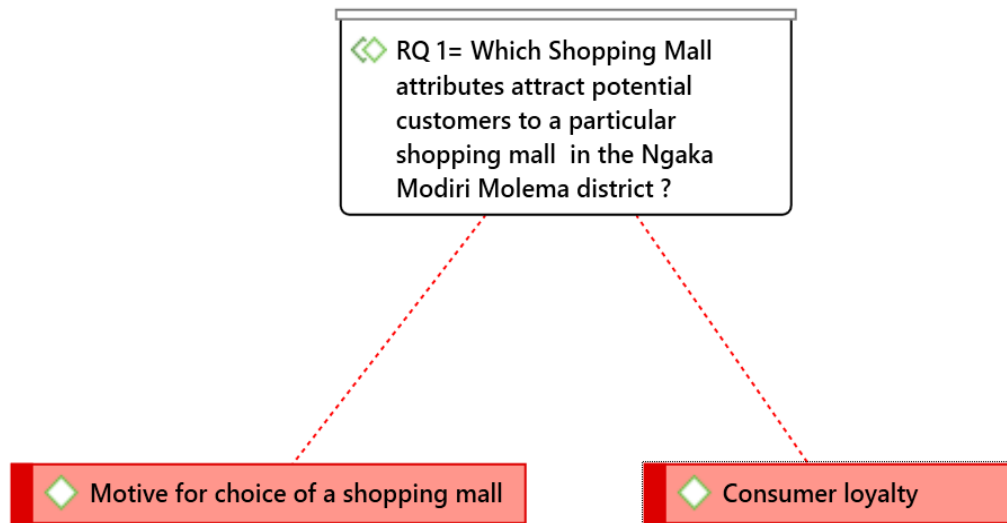 RQ 1= Which Shopping Mall
attributes attract potential
customers to a particular
shopping mall  in the Ngaka
Modiri Molema district ?
Motive for choice of a shopping mall
Consumer loyalty